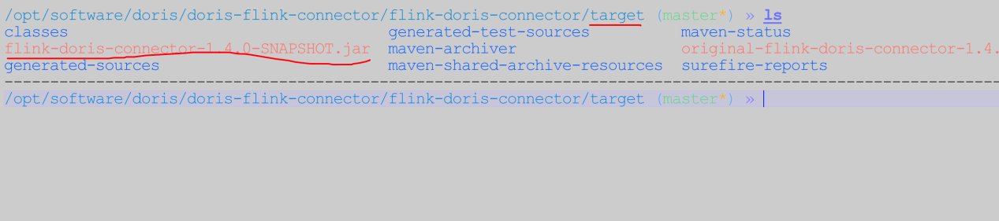 /opt/software/doris/doris-flink-connector/flink-doris-connector/target (master*) » ls
classes generated-test-sources maven-status
flink-doris-connector-1.4.0-SNAPSHOT.jar maven-archiver original-flink-doris-connector-1.4.
generated-sources maven-shared-archive-resources surefire-reports
/opt/software/doris/doris-flink-connector/flink-doris-connector/target (master*) »